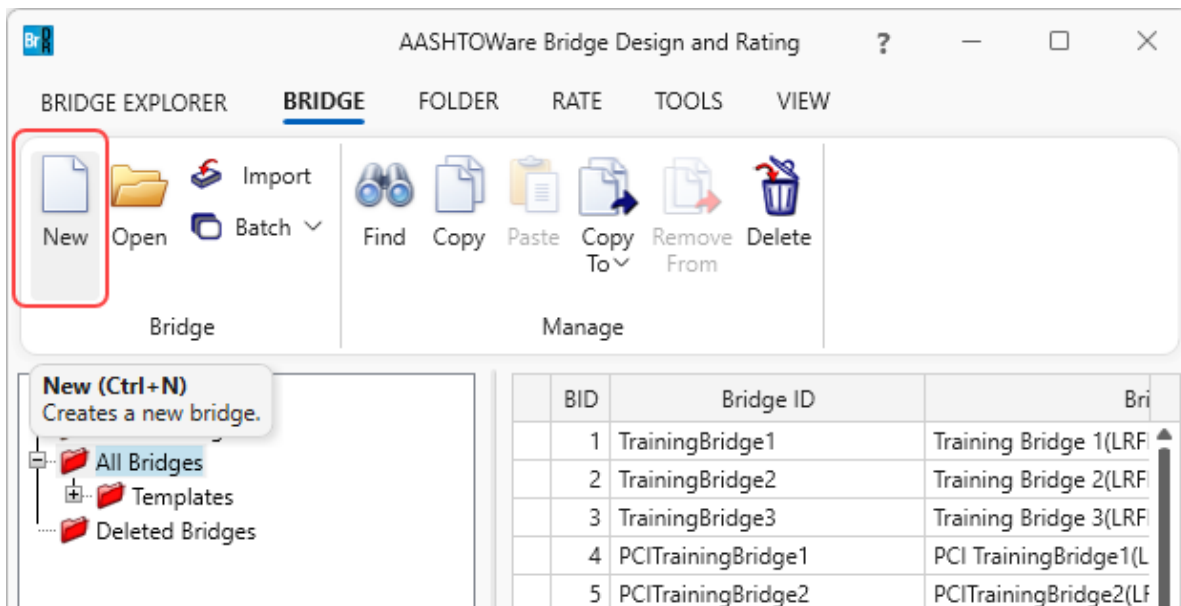 BrDR
AASHTOWare Bridge Design and Rating ?
BRIDGE EXPLORER BRIDGE FOLDER RATE TOOLS VIEW
New Open Import Batch Find Copy Paste Copy To Remove From Delete
Bridge Manage
New (Ctrl+N)
Creates a new bridge.
All Bridges
Templates
Deleted Bridges
BID Bridge ID Bri
1 TrainingBridge1 Training Bridge 1(LRF
2 TrainingBridge2 Training Bridge 2(LRF
3 TrainingBridge3 Training Bridge 3(LRF
4 PCITrainingBridge1 PCI TrainingBridge1(L
5 PCITrainingBridge2 PCITrainingBridge2(LF